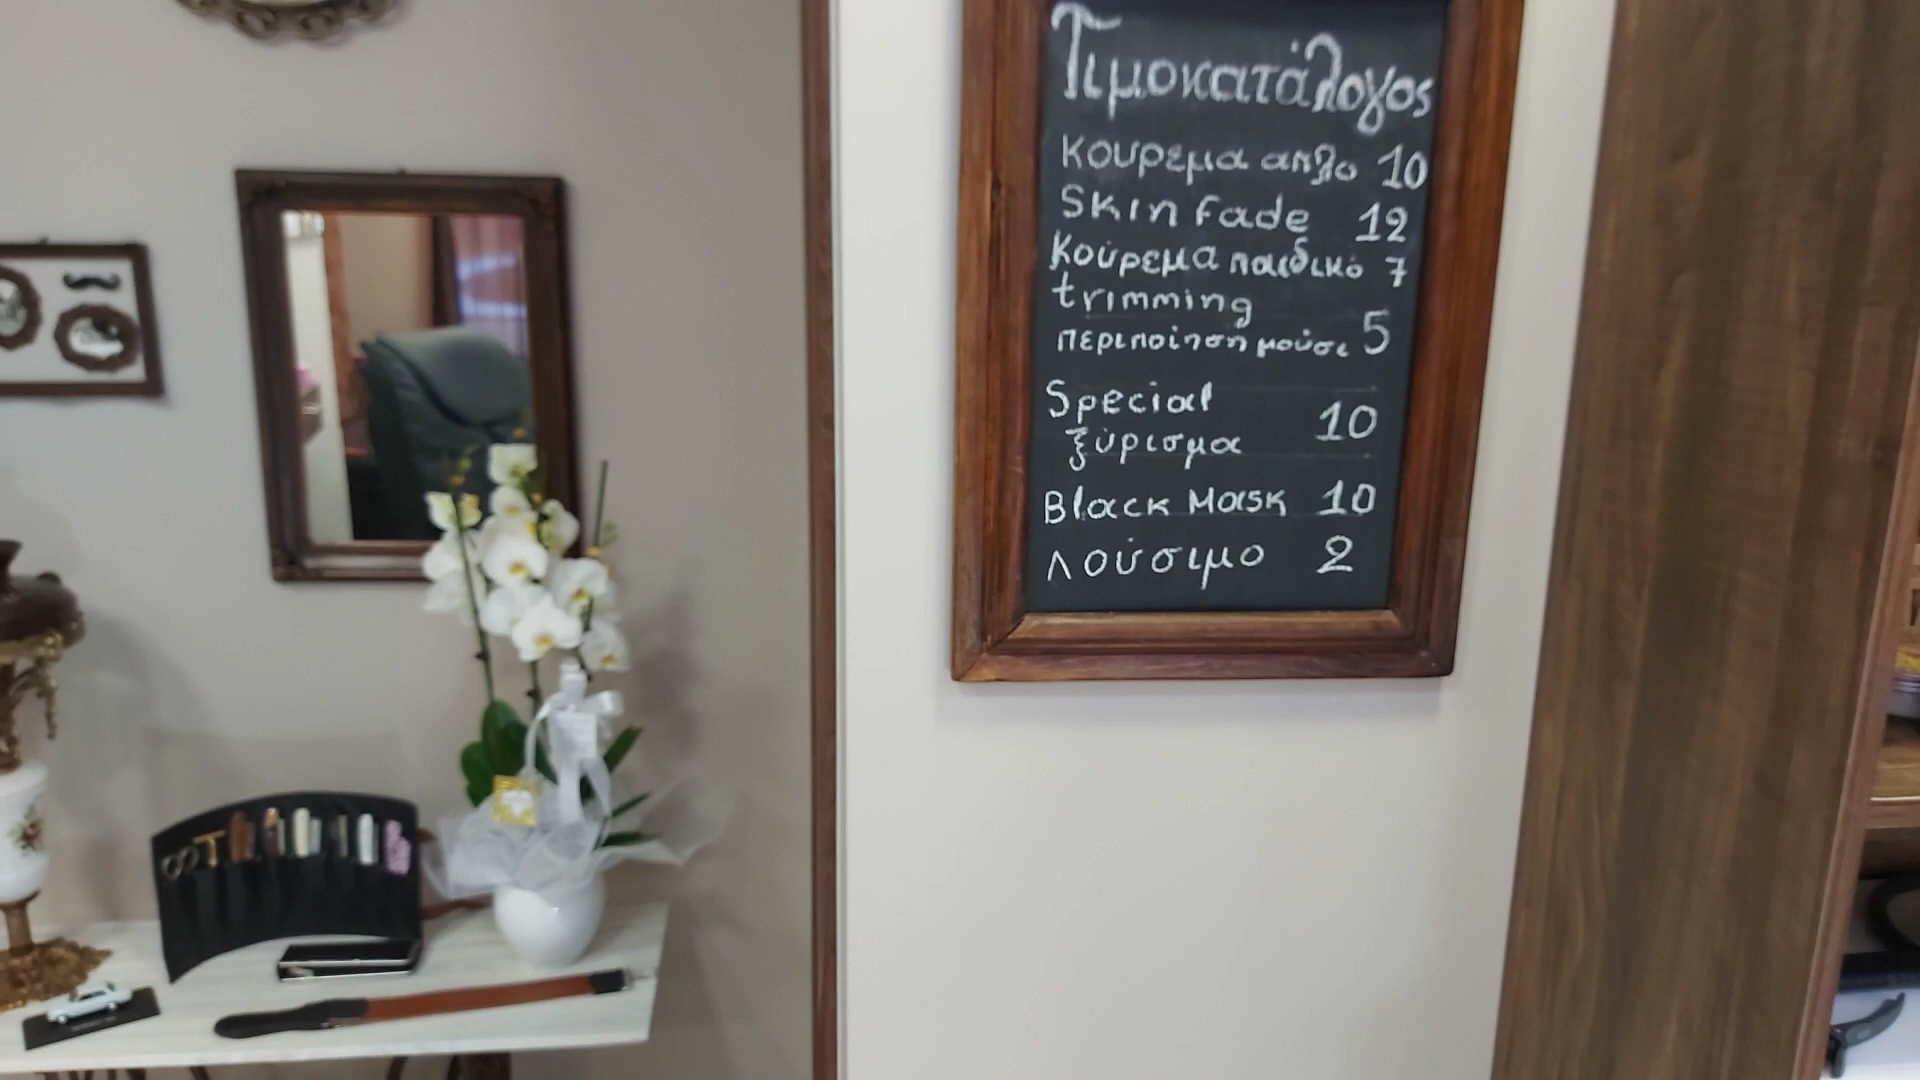 Τιμοκατάλογος
Κουρεμα απλο 10
Skin Fade 12
Κούρεμα παιδικό 7
trimming
περιποίηση μούσι 5
Special
ξύρισμα 10
Black Mask 10
Λούσιμο 2